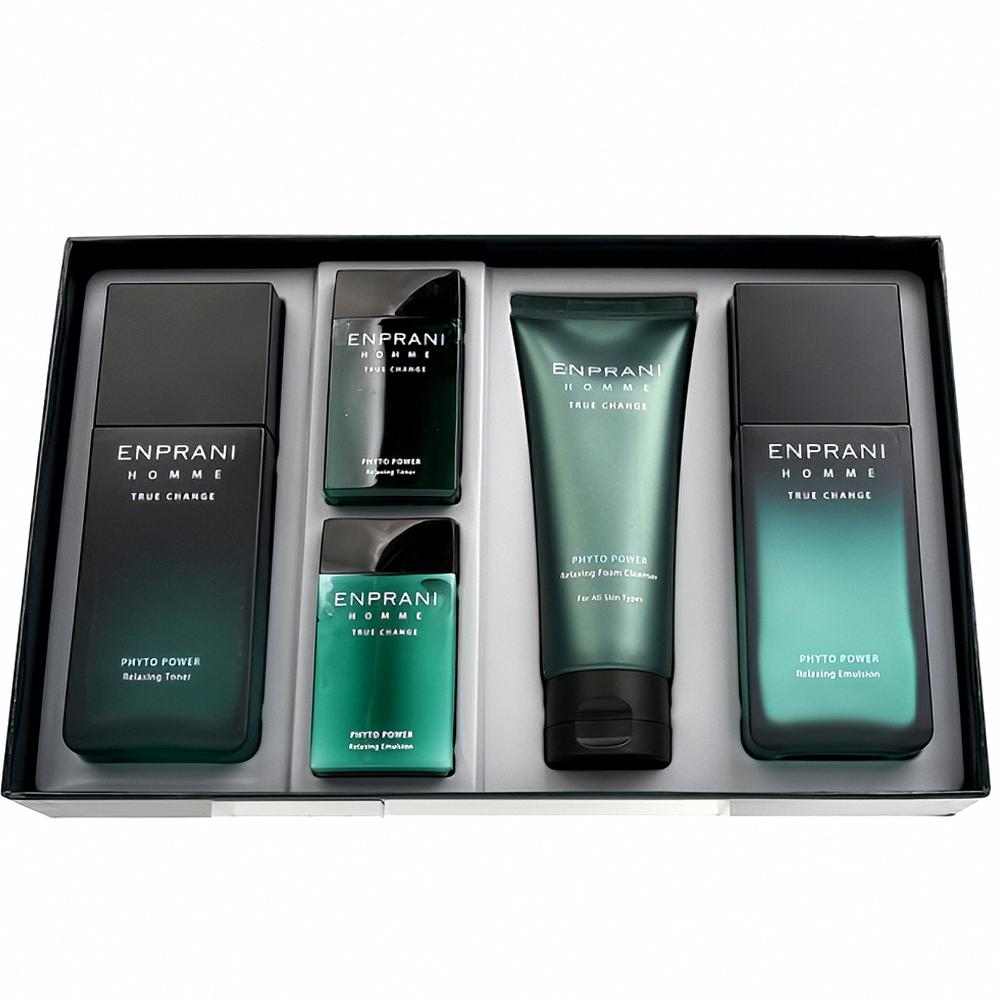 ENPRANI
HOMME
TRUE CHANGE
PHYTO POWER
Relaxing Toner
ENPRANI
HOMME
TRUE CHANGE
PHYTO POWER
Relaxing Toner
ENPRANI
HOMME
TRUE CHANGE
PHYTO POWER
Relaxing Emulsion
ENPRANI
HOMME
TRUE CHANGE
PHYTO POWER
Relaxing Foam Cleanser
For All Skin Types
ENPRANI
HOMME
TRUE CHANGE
PHYTO POWER
Relaxing Emulsion